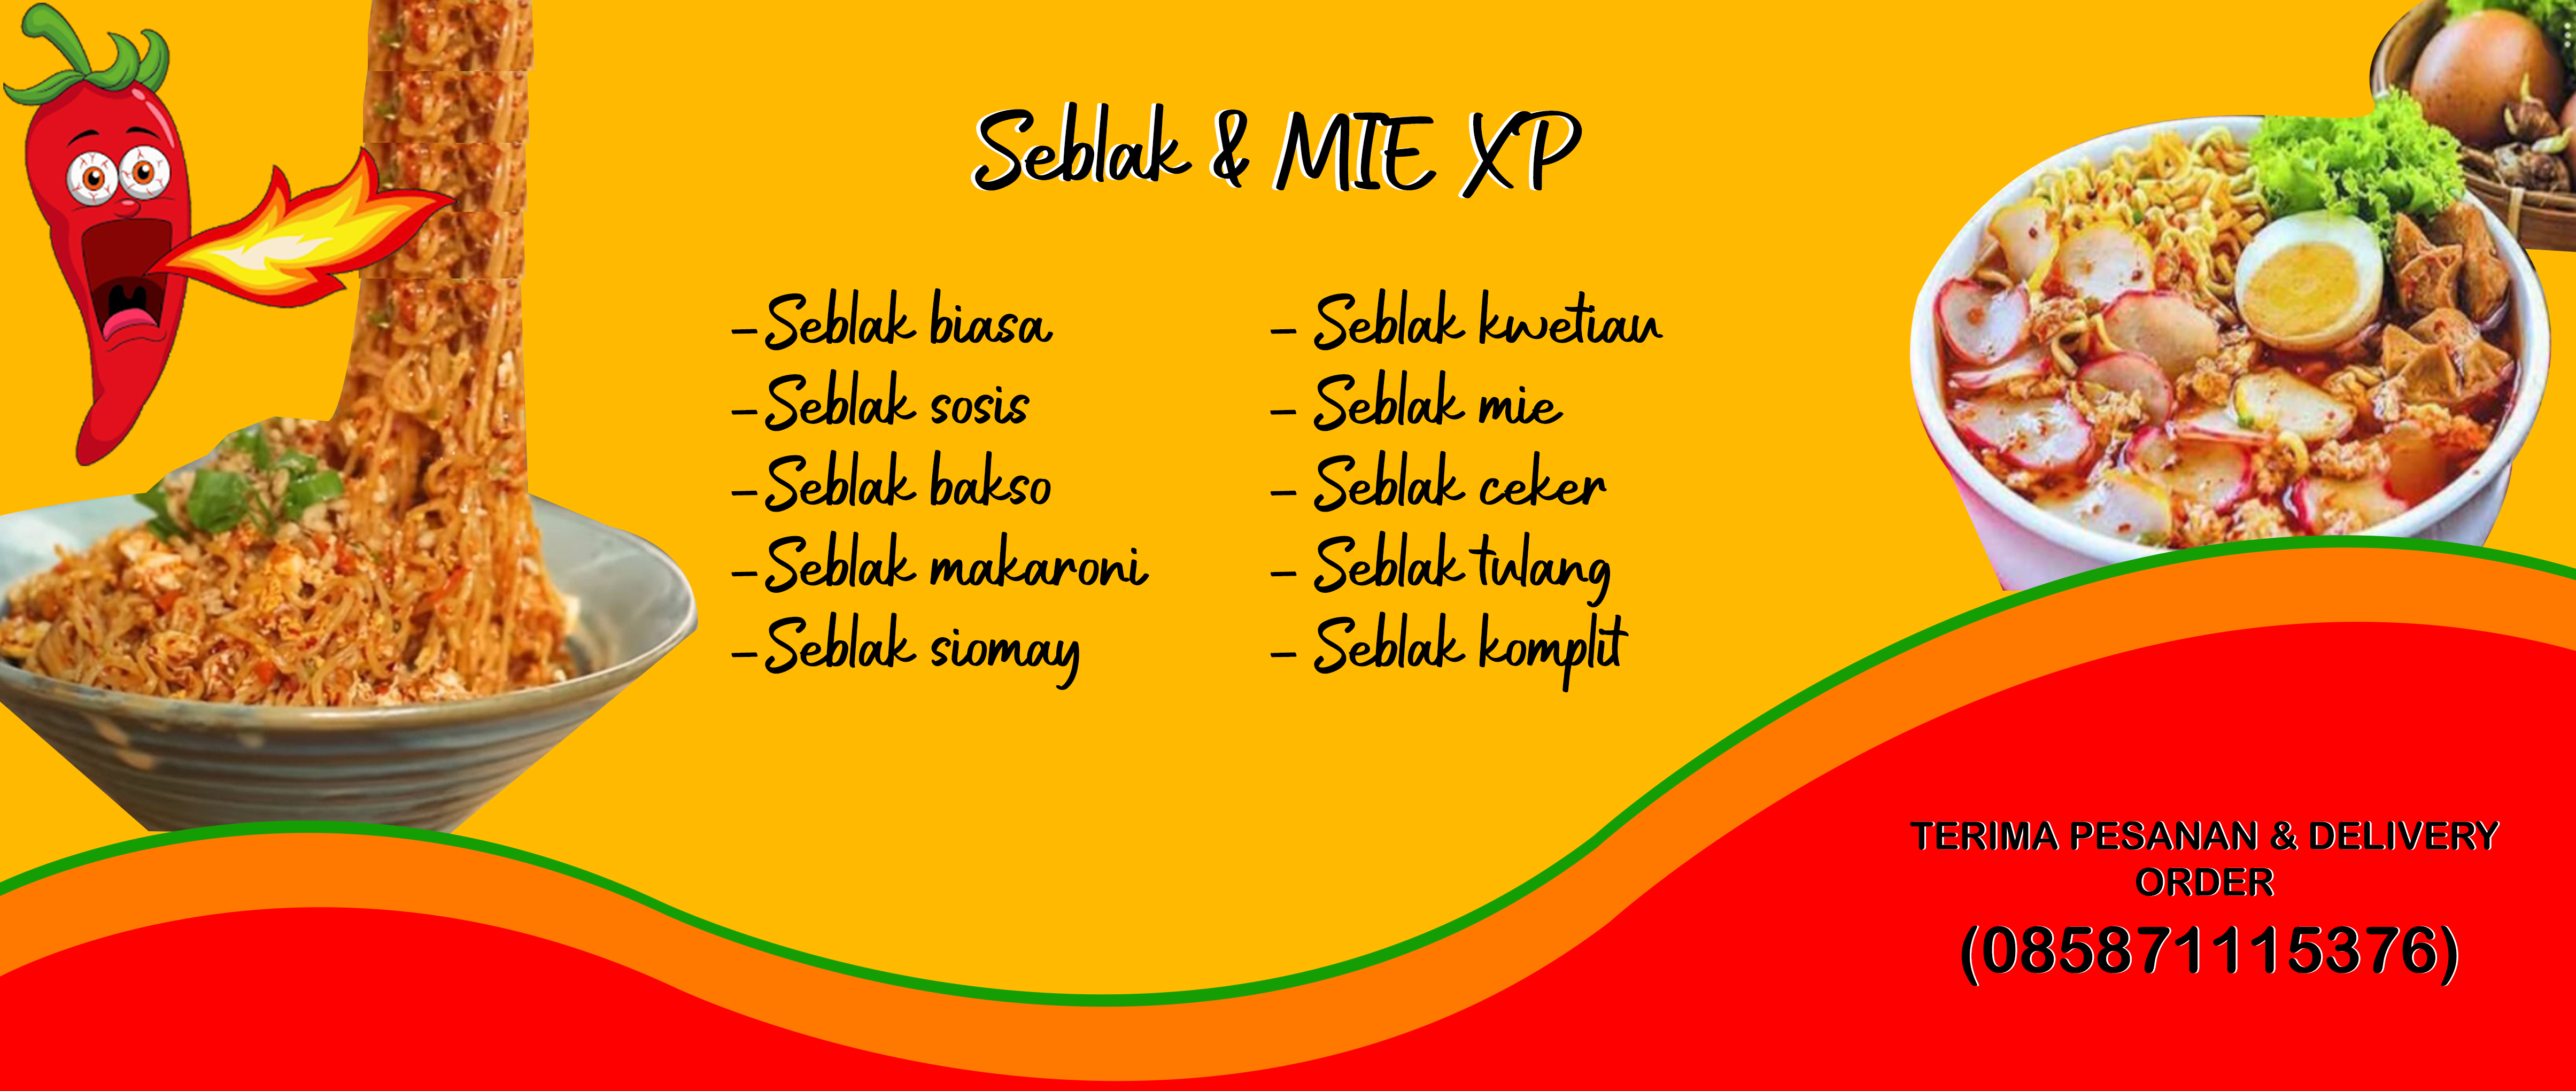 Seblak & MIE XP
-Seblak biasa
-Seblak sosis
-Seblak bakso
-Seblak makaroni
-Seblak siomay
- Seblak kwetiau
- Seblak mie
- Seblak ceker
- Seblak tulang
- Seblak komplit
TERIMA PESANAN & DELIVERY
ORDER
(085871115376)